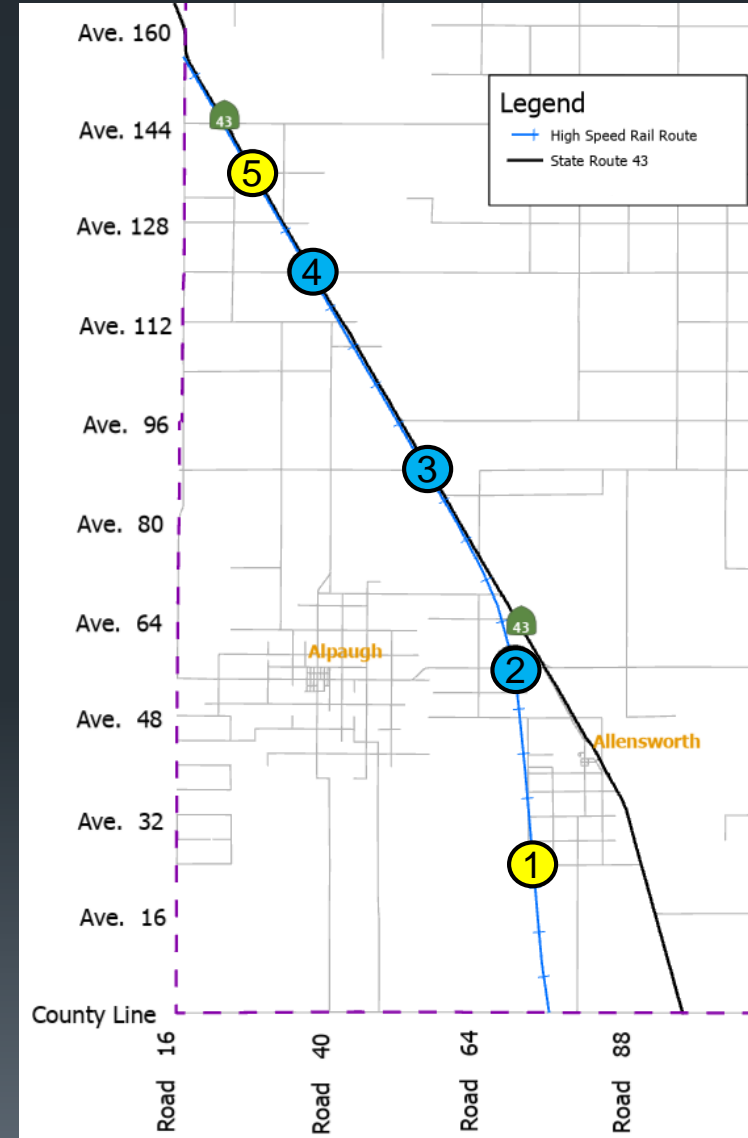 Ave. 160
Legend
High Speed Rail Route
State Route 43
43
Ave. 144
5
Ave. 128
4
Ave. 112
Ave. 96
3
Ave. 80
Ave. 64
43
Alpaugh
2
Ave. 48
Allensworth
Ave. 32
1
Ave. 16
County Line
Road 16
Road 40
Road 64
Road 88